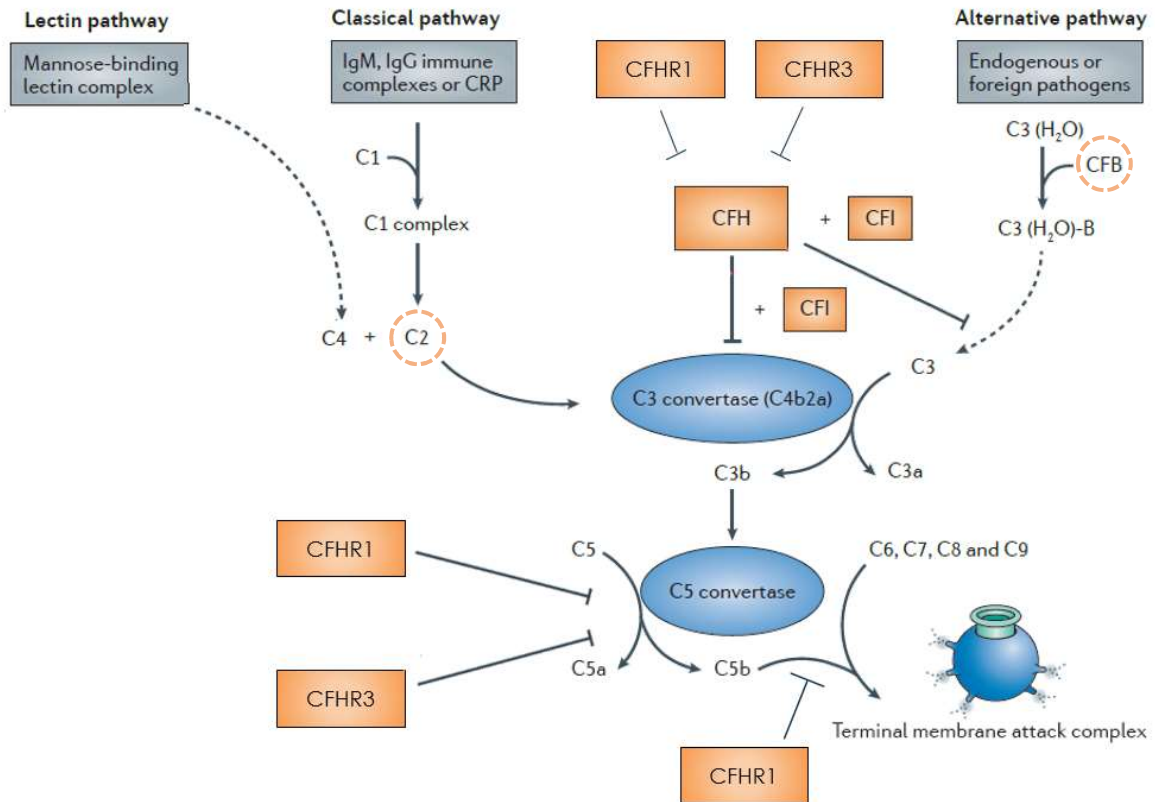 Lectin pathway
Classical pathway
Alternative pathway
Mannose-binding
lectin complex
IgM, IgG immune
complexes or CRP
CFHR1
CFHR3
Endogenous or
foreign pathogens
C3 (H₂O)
C1
CFB
CFH
+
CFI
C1 complex
C3 (H₂O)-B
+
CFI
C4 + C2
C3
C3 convertase (C4b2a)
C3b
C3a
CFHR1
C5
C6, C7, C8 and C9
C5 convertase
C5a
C5b
CFHR3
Terminal membrane attack complex
CFHR1